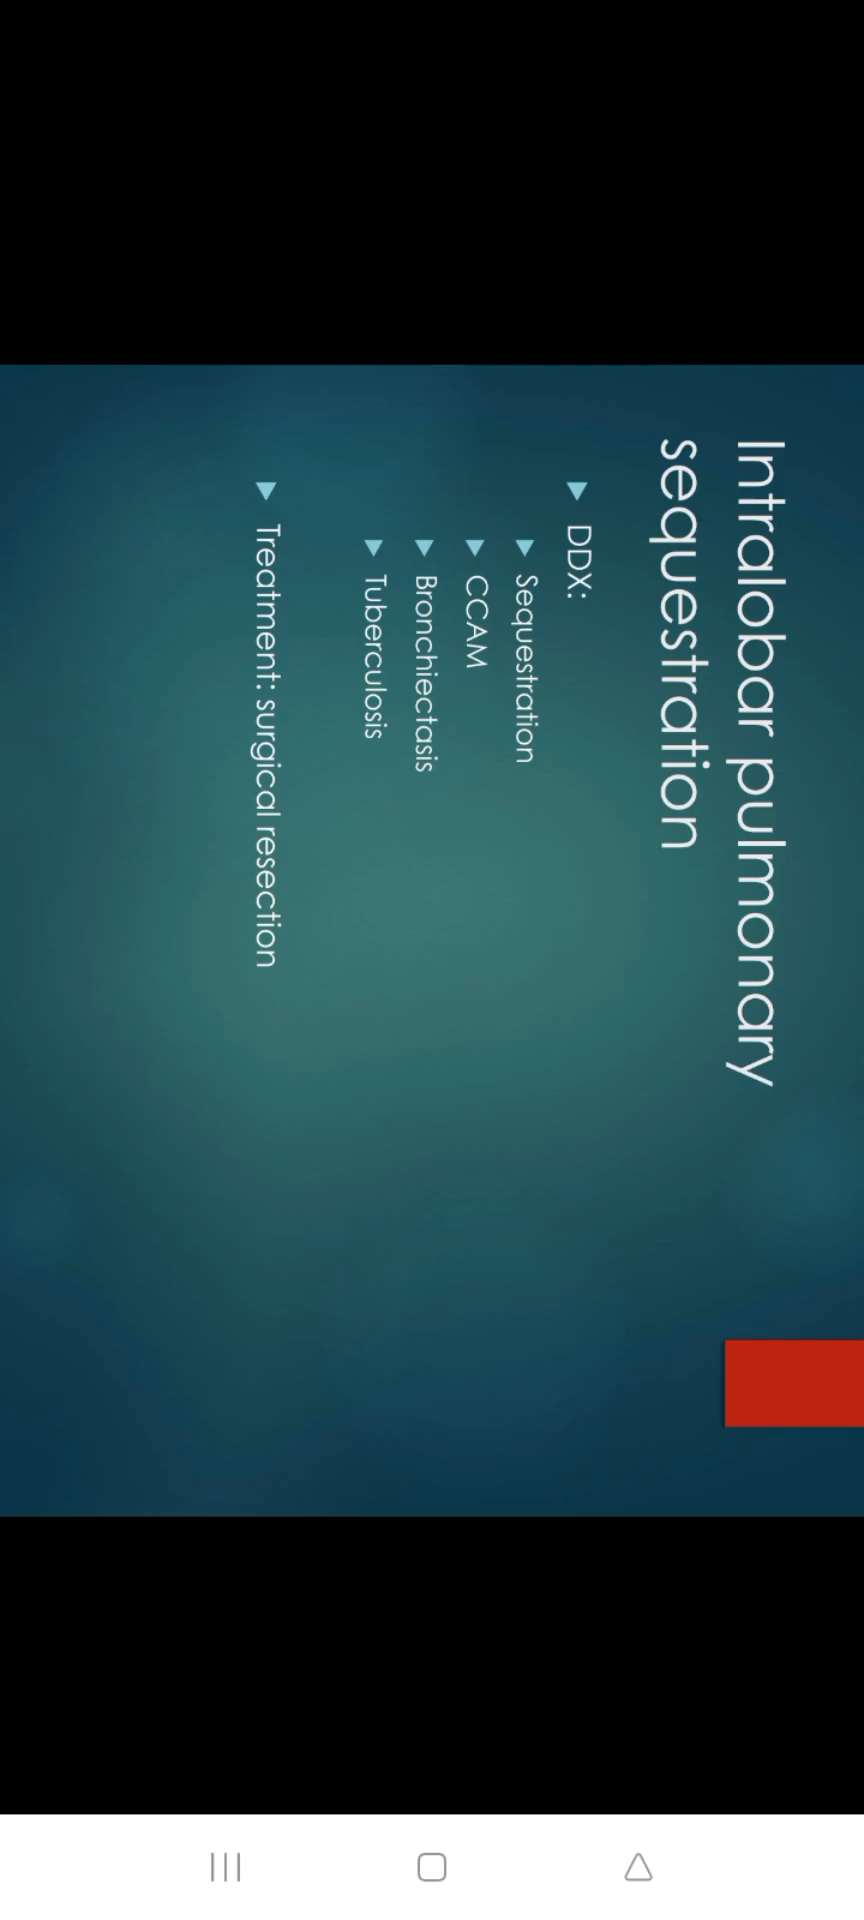 Intralobar pulmonary
sequestration
DDX:
Sequestration
CCAM
Bronchiectasis
Tuberculosis
Treatment: surgical resection